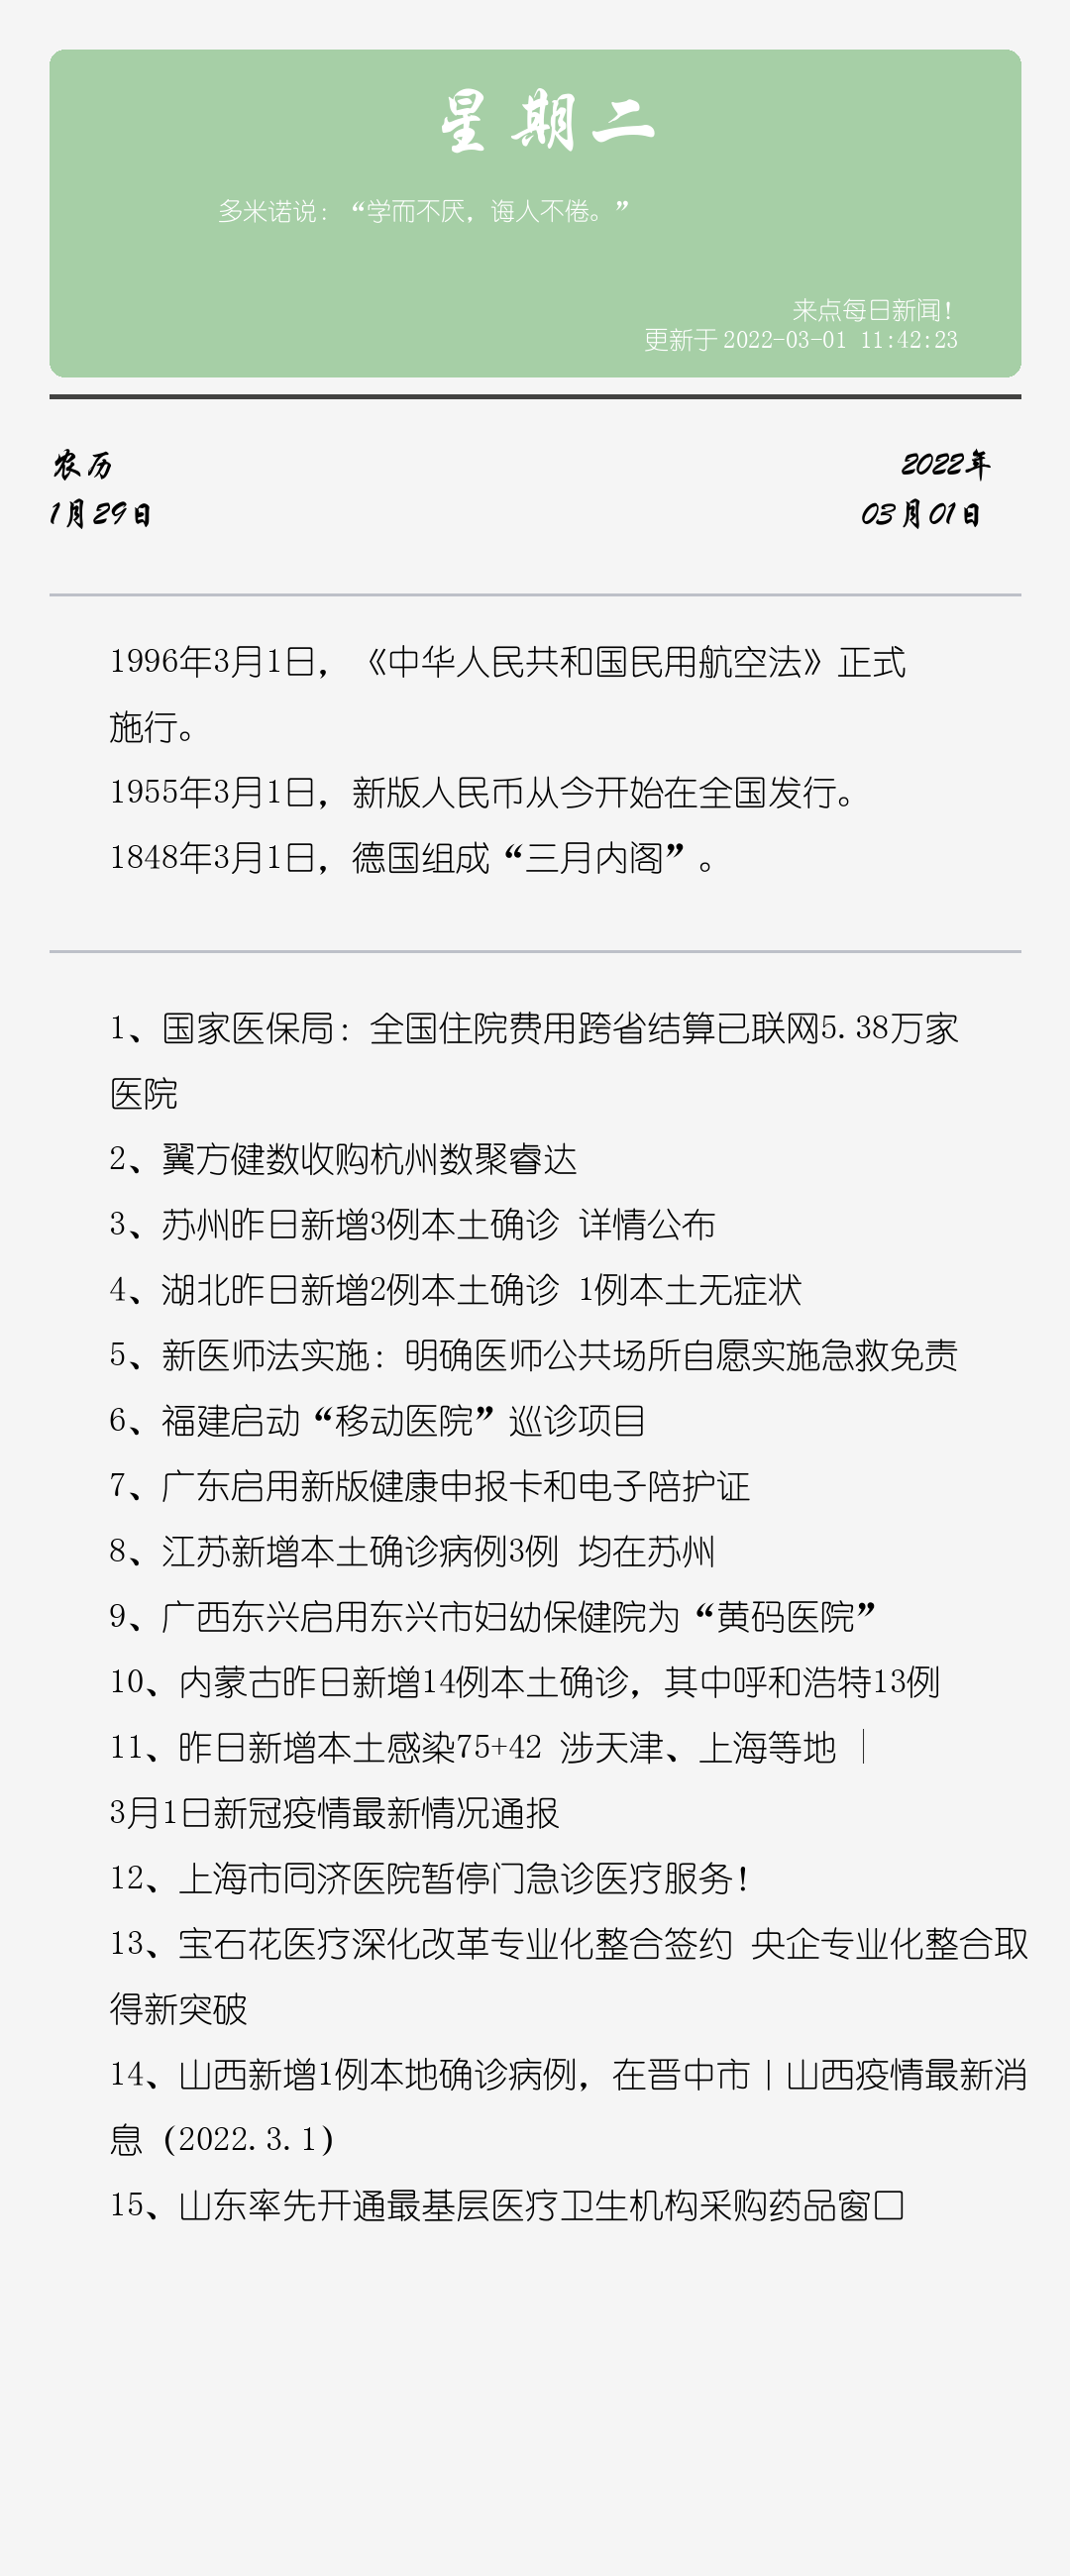 星期二
多米诺说：“学而不厌，诲人不倦。”
来点每日新闻！
更新于 2022-03-01 11:42:23
农历
2022年
1月29日
03月01日
1996年3月1日，《中华人民共和国民用航空法》正式
施行。
1955年3月1日，新版人民币从今开始在全国发行。
1848年3月1日，德国组成“三月内阁”。
1、国家医保局：全国住院费用跨省结算已联网5.38万家
医院
2、翼方健数收购杭州数聚睿达
3、苏州昨日新增3例本土确诊 详情公布
4、湖北昨日新增2例本土确诊 1例本土无症状
5、新医师法实施：明确医师公共场所自愿实施急救免责
6、福建启动“移动医院”巡诊项目
7、广东启用新版健康申报卡和电子陪护证
8、江苏新增本土确诊病例3例 均在苏州
9、广西东兴启用东兴市妇幼保健院为“黄码医院”
10、内蒙古昨日新增14例本土确诊，其中呼和浩特13例
11、昨日新增本土感染75+42 涉天津、上海等地 |
3月1日新冠疫情最新情况通报
12、上海市同济医院暂停门急诊医疗服务！
13、宝石花医疗深化改革专业化整合签约 央企专业化整合取
得新突破
14、山西新增1例本地确诊病例，在晋中市丨山西疫情最新消
息（2022.3.1）
15、山东率先开通最基层医疗卫生机构采购药品窗口